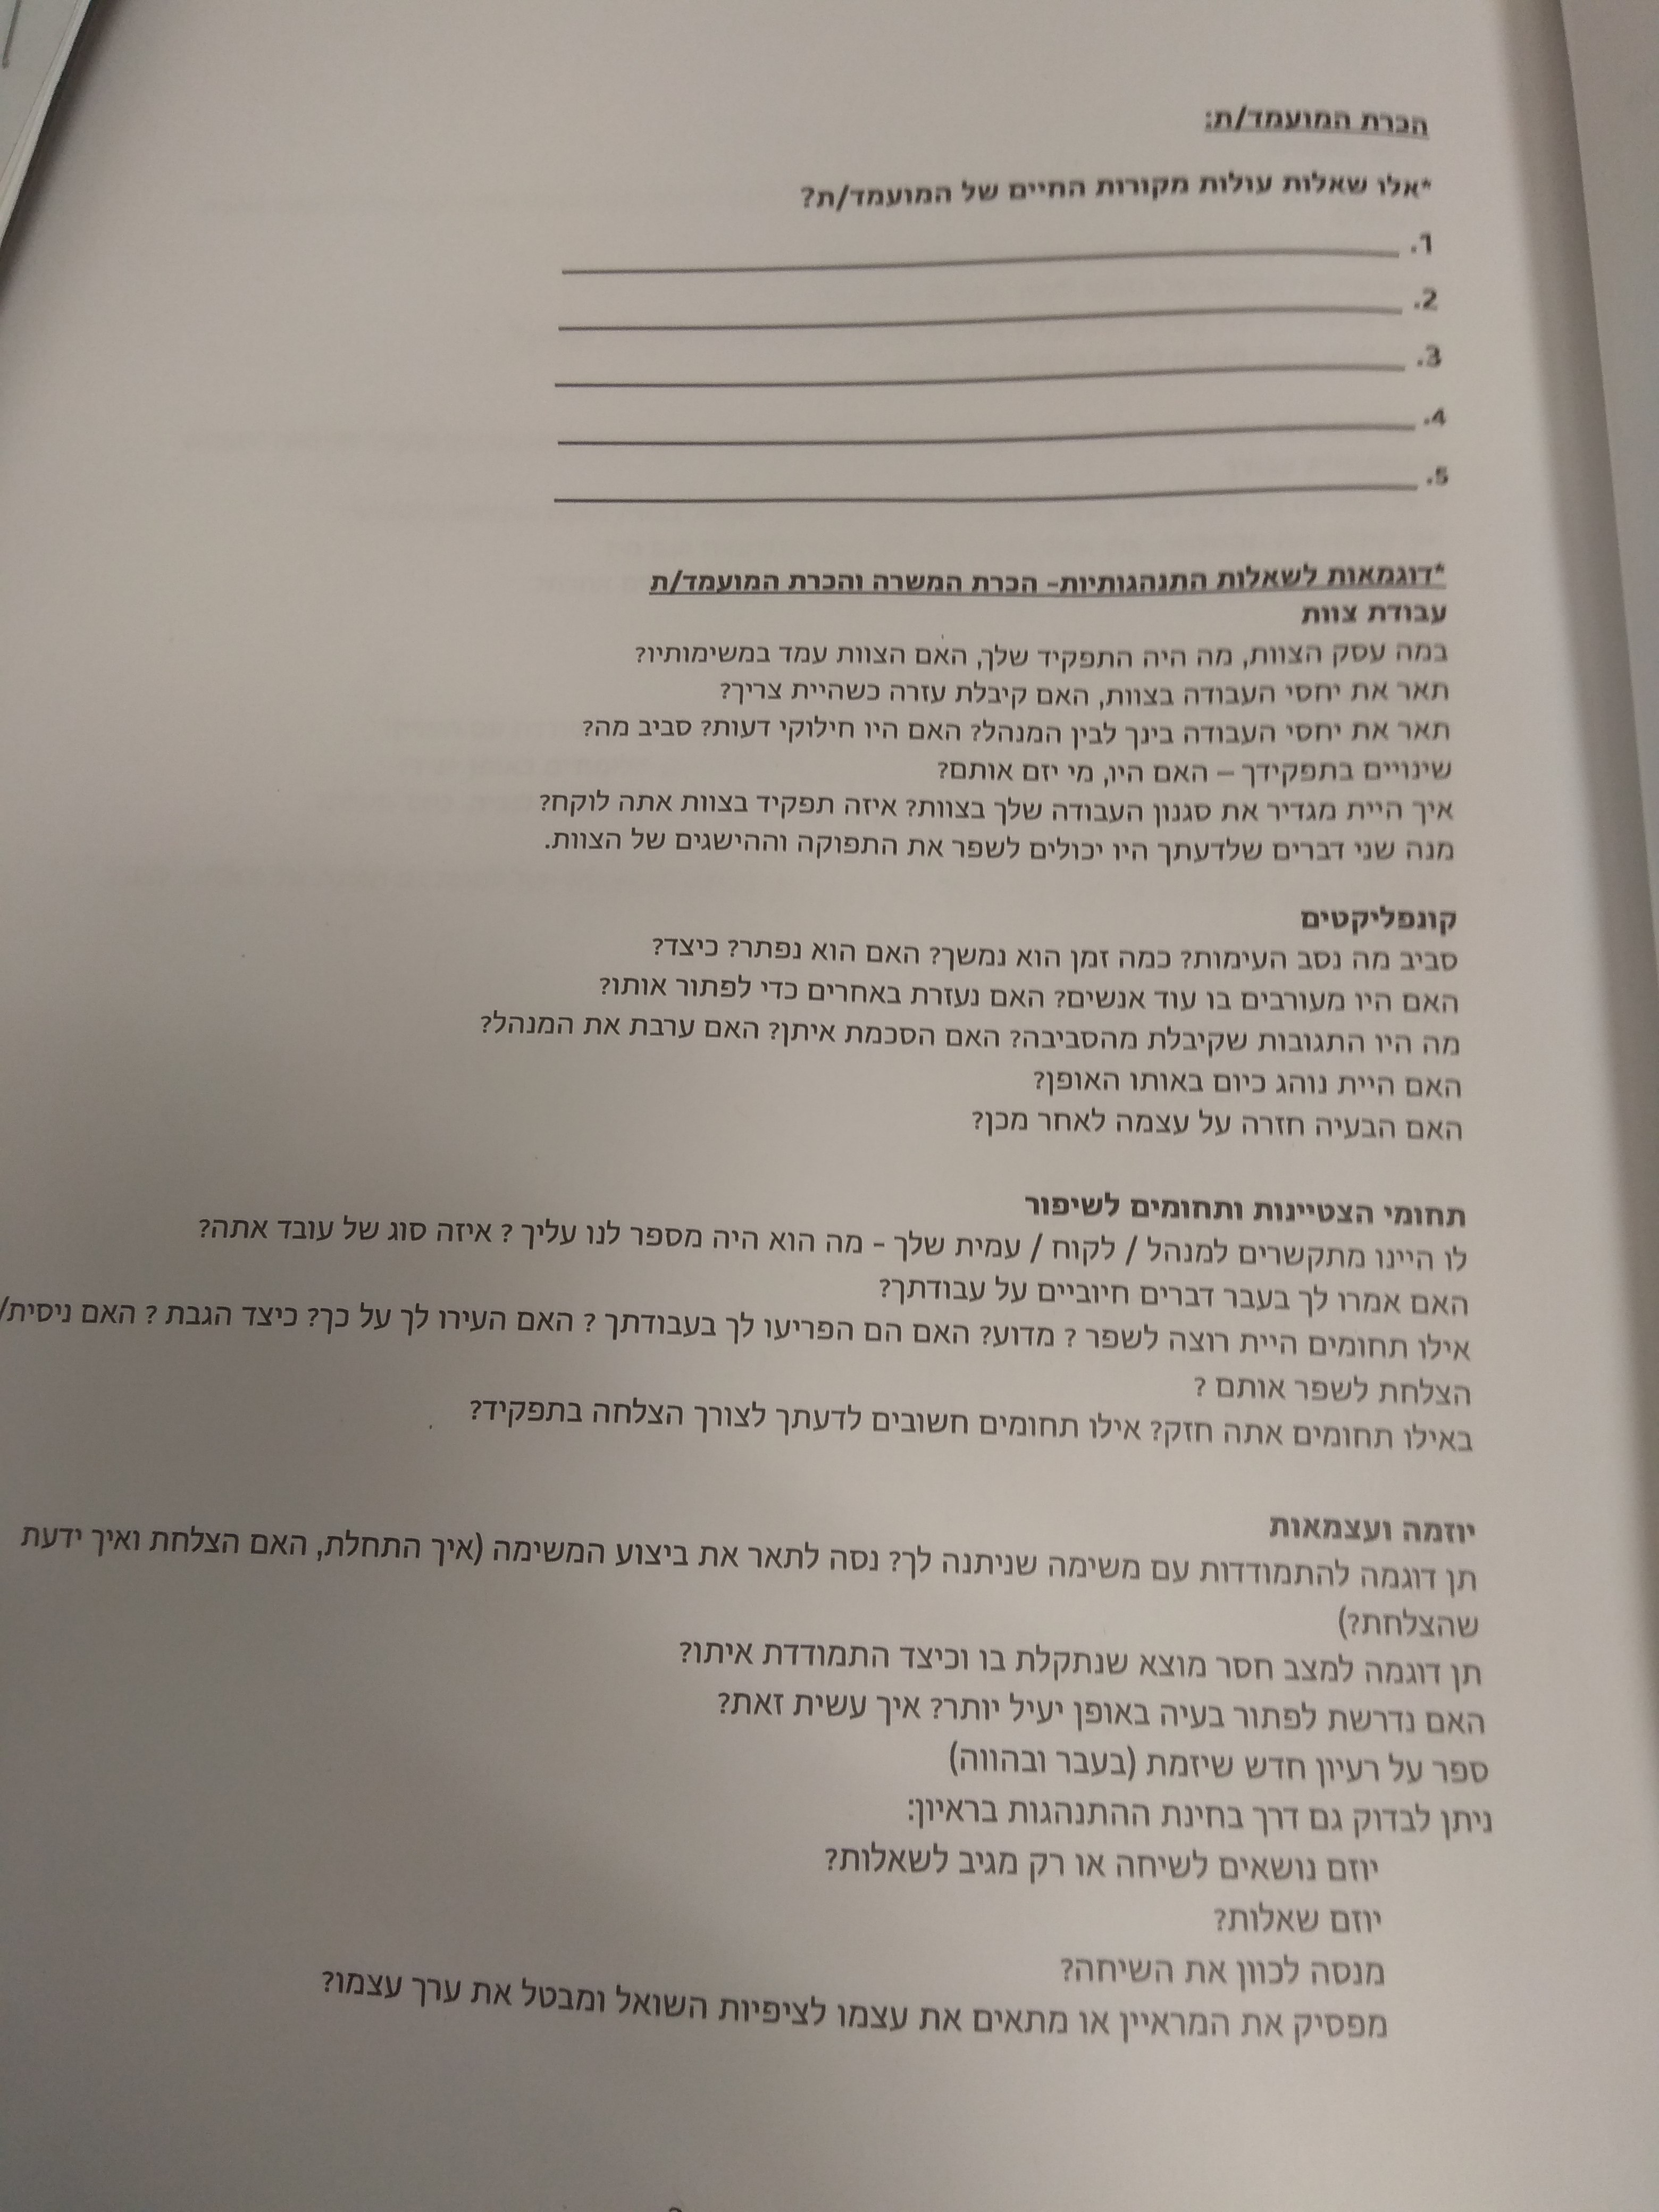 הכרת המועמד/ת:
*אלו שאלות עולות מקורות החיים של המועמד/ת?
1. ________________
2. ________________
3. ________________
4. ________________
5. ________________
*דוגמאות לשאלות התנהגותיות- הכרת המשרה והכרת המועמד/ת
עבודת צוות
במה עסק הצוות, מה היה התפקיד שלך, האם הצוות עמד במשימותיו?
תאר את יחסי העבודה בצוות, האם קיבלת עזרה כשהיית צריך?
תאר את יחסי העבודה בינך לבין המנהל? האם היו חילוקי דעות? סביב מה?
שינויים בתפקידך – האם היו, מי יזם אותם?
איך היית מגדיר את סגנון העבודה שלך בצוות? איזה תפקיד בצוות אתה לוקח?
מנה שני דברים שלדעתך היו יכולים לשפר את התפוקה וההישגים של הצוות.
קונפליקטים
סביב מה נסב העימות? כמה זמן הוא נמשך? האם הוא נפתר? כיצד?
האם היו מעורבים בו עוד אנשים? האם נעזרת באחרים כדי לפתור אותו?
מה היו התגובות שקיבלת מהסביבה? האם הסכמת איתן? האם ערבת את המנהל?
האם היית נוהג כיום באותו האופן?
האם הבעיה חזרה על עצמה לאחר מכן?
תחומי הצטיינות ותחומים לשיפור
לו היינו מתקשרים למנהל / לקוח / עמית שלך – מה הוא היה מספר לנו עליך ? איזה סוג של עובד אתה?
האם אמרו לך בעבר דברים חיוביים על עבודתך?
אילו תחומים היית רוצה לשפר ? מדוע? האם הם הפריעו לך בעבודתך ? האם העירו לך על כך? כיצד הגבת ? האם ניסית/
הצלחת לשפר אותם ?
באילו תחומים אתה חזק? אילו תחומים חשובים לדעתך לצורך הצלחה בתפקיד?
יוזמה ועצמאות
תן דוגמה להתמודדות עם משימה שניתנה לך? נסה לתאר את ביצוע המשימה (איך התחלת, האם הצלחת ואיך ידעת
שהצלחת?)
תן דוגמה למצב חסר מוצא שנתקלת בו וכיצד התמודדת איתו?
האם נדרשת לפתור בעיה באופן יעיל יותר? איך עשית זאת?
ספר על רעיון חדש שיזמת (בעבר ובהווה)
ניתן לבדוק גם דרך בחינת ההתנהגות בראיון:
יוזם נושאים לשיחה או רק מגיב לשאלות?
יוזם שאלות?
מנסה לכוון את השיחה?
מפסיק את המראיין או מתאים את עצמו לציפיות השואל ומבטל את ערך עצמו?